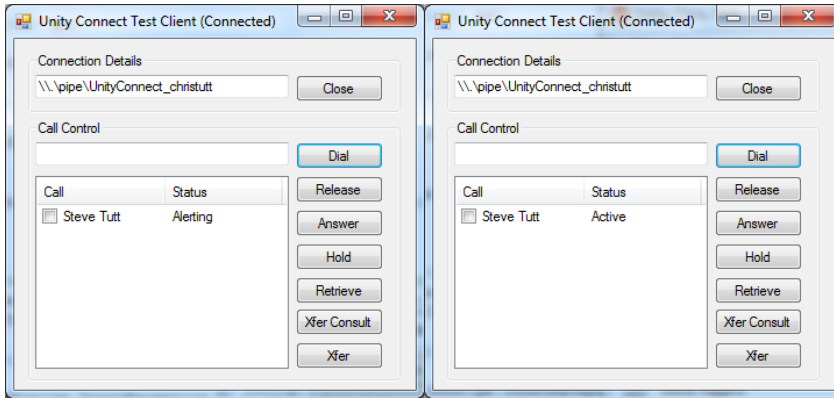 Unity Connect Test Client (Connected)
Connection Details
\\.\pipe\UnityConnect_christutt
Close
Call Control
Dial
Call Status
Release
Steve Tutt Alerting
Answer
Hold
Retrieve
Xfer Consult
Xfer
Unity Connect Test Client (Connected)
Connection Details
\\.\pipe\UnityConnect_christutt
Close
Call Control
Dial
Call Status
Release
Steve Tutt Active
Answer
Hold
Retrieve
Xfer Consult
Xfer